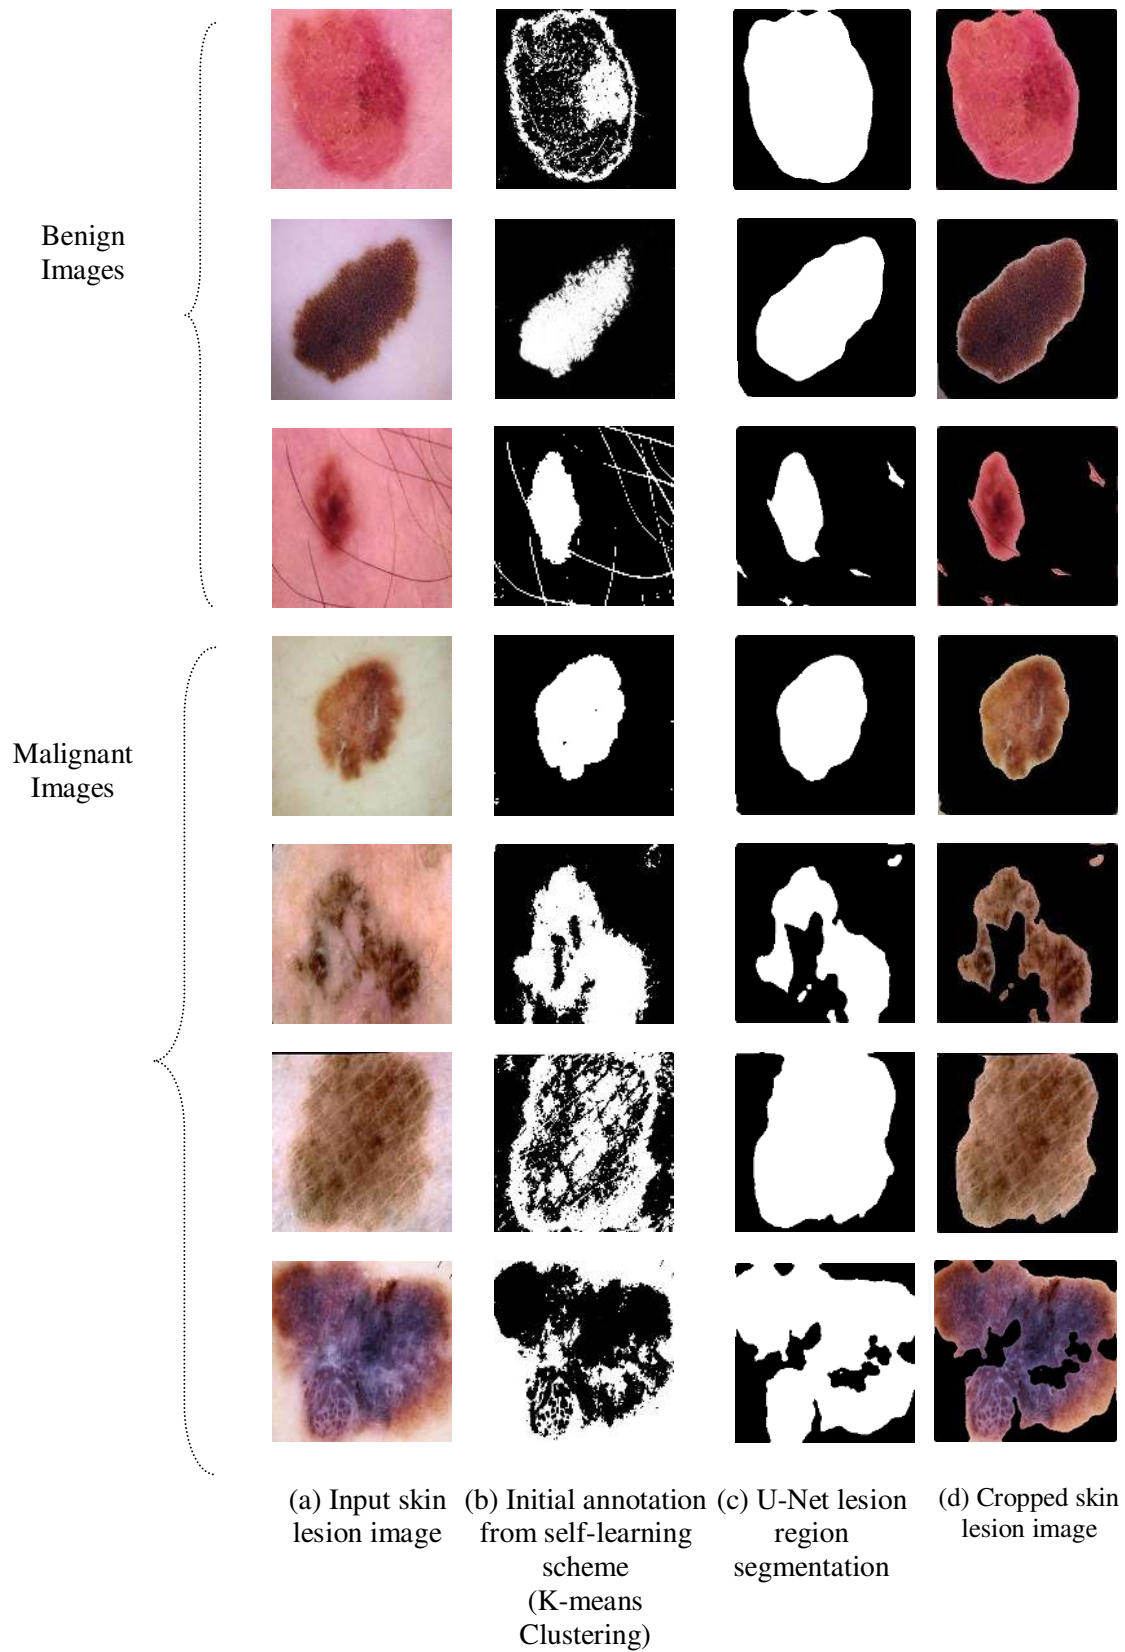 Benign
Images
Malignant
Images
(a) Input skin
lesion image
(b) Initial annotation
from self-learning
scheme
(K-means
Clustering)
(c) U-Net lesion
region
segmentation
(d) Cropped skin
lesion image